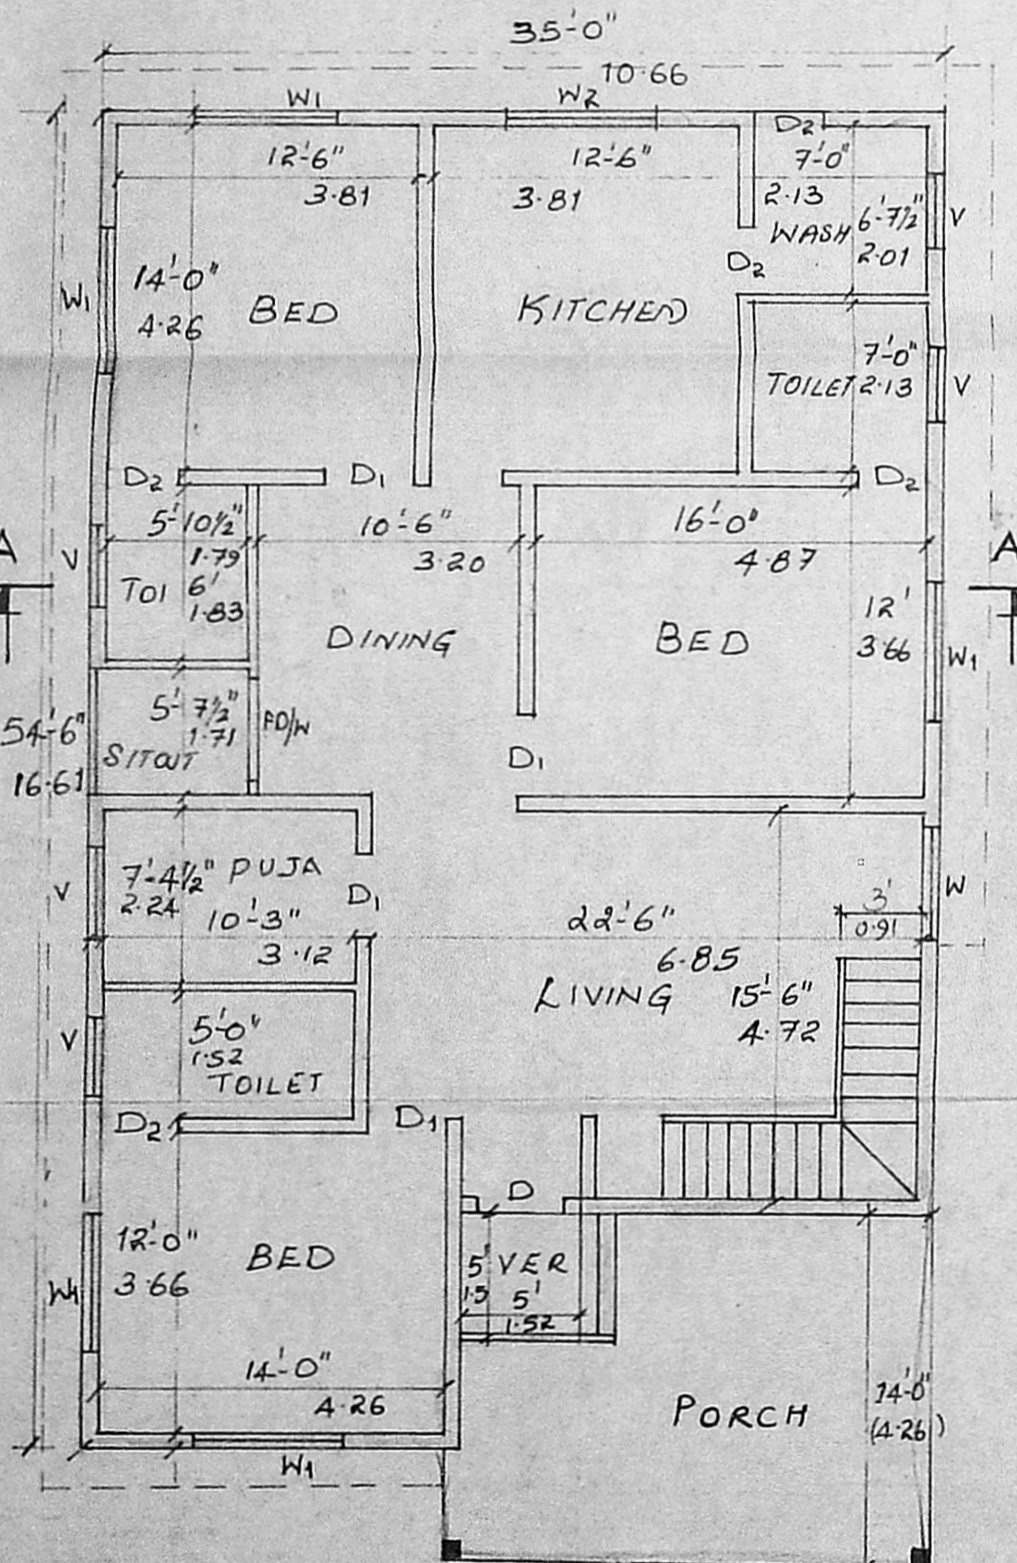 35'-0"
10.66
W1
W2
D2
12'-6"
3.81
12'-6"
3.81
7'-0"
2.13
WASH
6'-7½"
2.01
V
D2
W1
14'-0"
4.26
BED
KITCHEN
7'-0"
TOILET 2.13
V
D2
D1
D2
5'-10½"
1.79
10'-6"
3.20
16'-0"
4.87
A
V
TOI
6'
1.83
DINING
BED
12'
3.66
W1
A
54'-6"
16.61
5'-7½"
1.71
SITOUT
FD/W
D1
V
7'-4½"
2.24
PUJA
10'-3"
3.12
D1
22'-6"
6.85
LIVING
15'-6"
4.72
3'
0.91
W
V
5'-0"
1.52
TOILET
D2
D1
D
12'-0"
3.66
BED
W1
5'
1.5
VER
5'
1.52
14'-0"
4.26
PORCH
14'-0"
(4.26)
W1